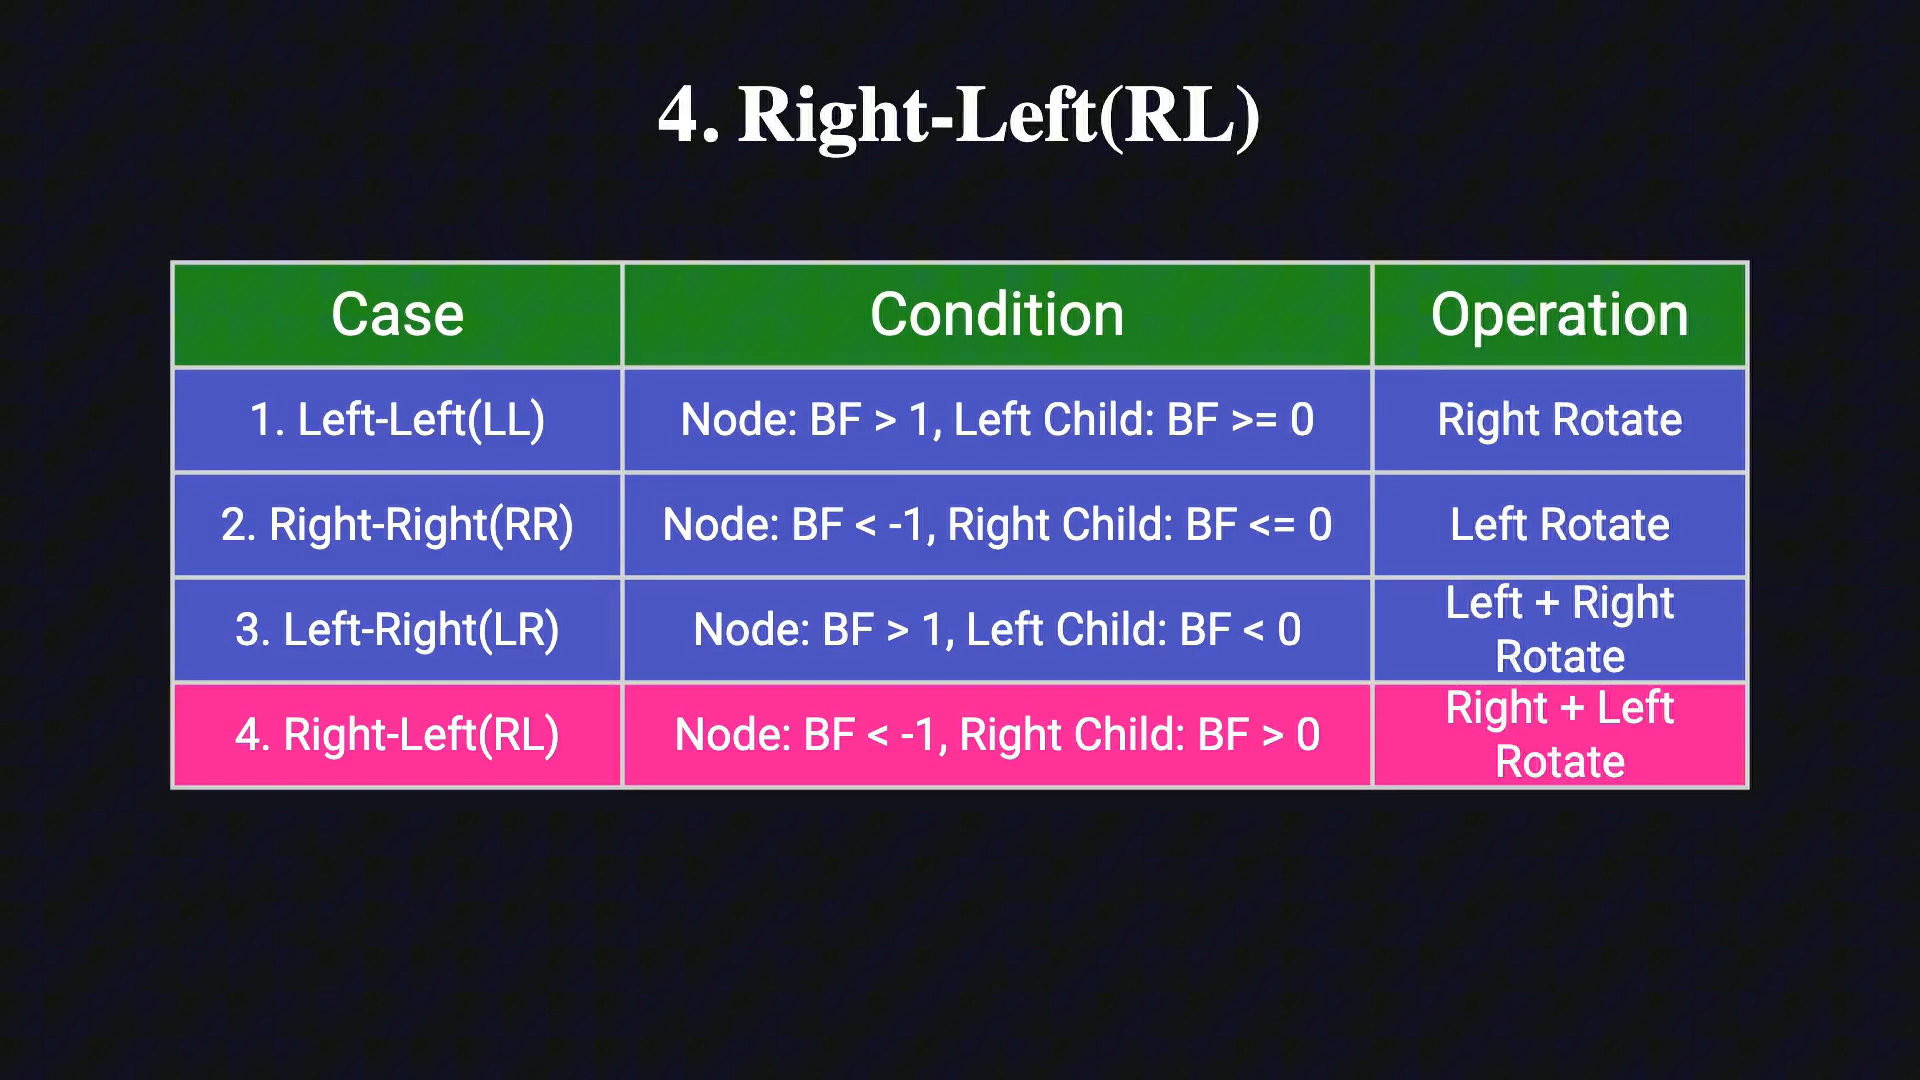 4. Right-Left(RL)
Case
Condition
Operation
1. Left-Left(LL)
Node: BF > 1, Left Child: BF >= 0
Right Rotate
2. Right-Right(RR)
Node: BF < -1, Right Child: BF <= 0
Left Rotate
3. Left-Right(LR)
Node: BF > 1, Left Child: BF < 0
Left + Right
Rotate
4. Right-Left(RL)
Node: BF < -1, Right Child: BF > 0
Right + Left
Rotate